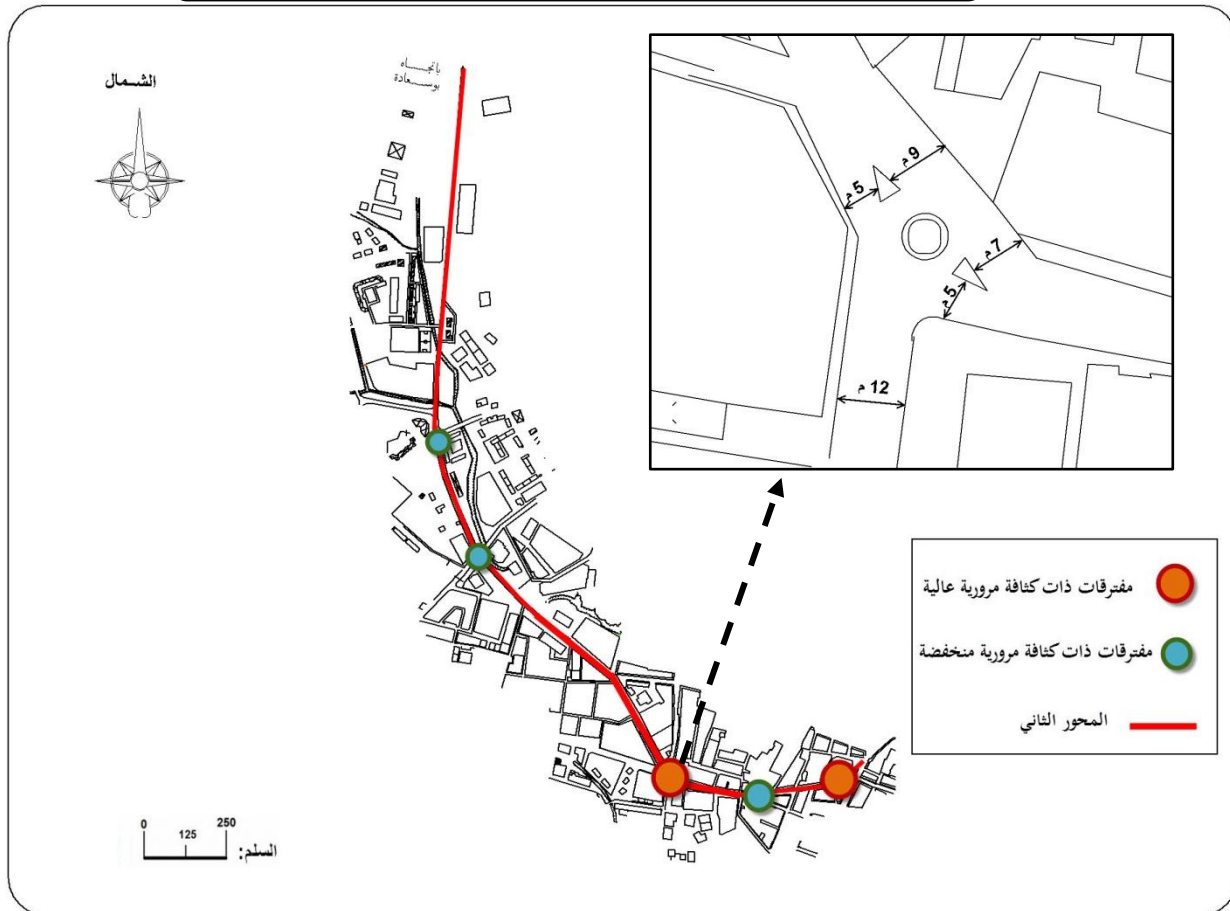 الشمال
باتجاه
بوسعادة
9 م
5 م
7 م
5 م
12 م
مفترقات ذات كثافة مرورية عالية
مفترقات ذات كثافة مرورية منخفضة
المحور الثاني
0 125 250
السلم: